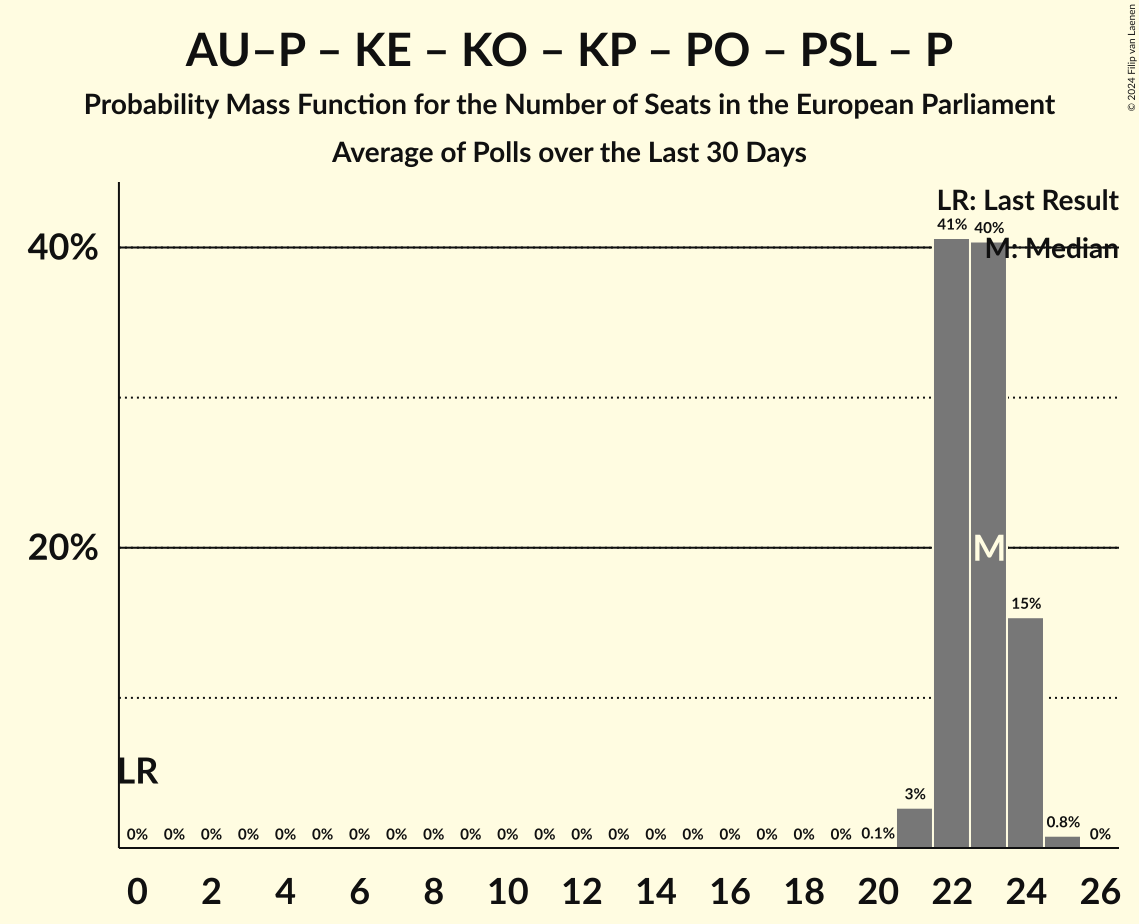 AU–P – KE – KO – KP – PO – PSL – P
Probability Mass Function for the Number of Seats in the European Parliament
Average of Polls over the Last 30 Days
© 2024 Filip van Laenen
LR: Last Result
M: Median
40%
20%
41%
40%
M
15%
LR
0% 0% 0% 0% 0% 0% 0% 0% 0% 0% 0% 0% 0% 0% 0% 0% 0% 0% 0% 0% 0.1% 3% 0.8% 0%
0 2 4 6 8 10 12 14 16 18 20 22 24 26